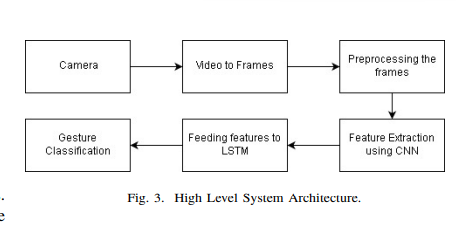 Camera
Video to Frames
Preprocessing the
frames
Gesture
Classification
Feeding features to
LSTM
Feature Extraction
using CNN
.
e
Fig. 3. High Level System Architecture.